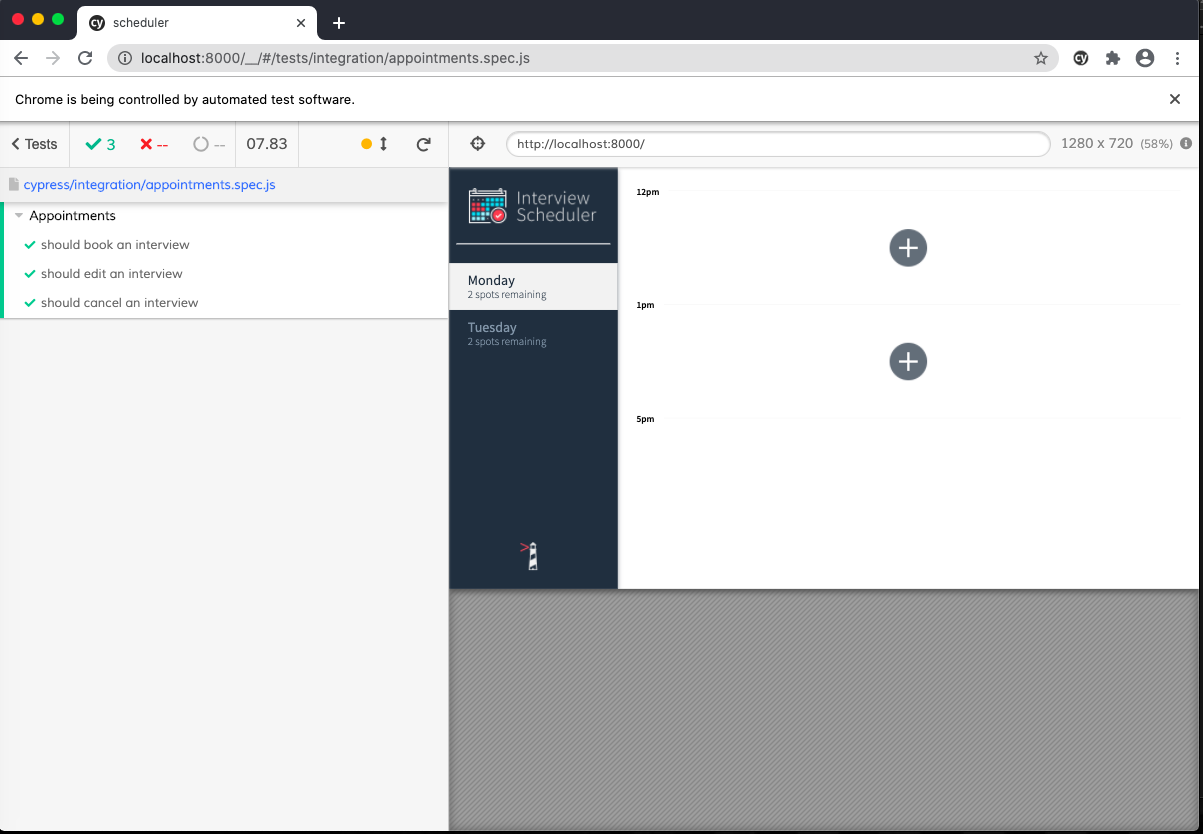 cy scheduler
localhost:8000/__/#/tests/integration/appointments.spec.js
cy
Chrome is being controlled by automated test software.
Tests
3
--
--
07.83
http://localhost:8000/
1280 x 720 (58%)
cypress/integration/appointments.spec.js
Appointments
should book an interview
should edit an interview
should cancel an interview
Interview
Scheduler
Monday
2 spots remaining
Tuesday
2 spots remaining
12pm
1pm
5pm